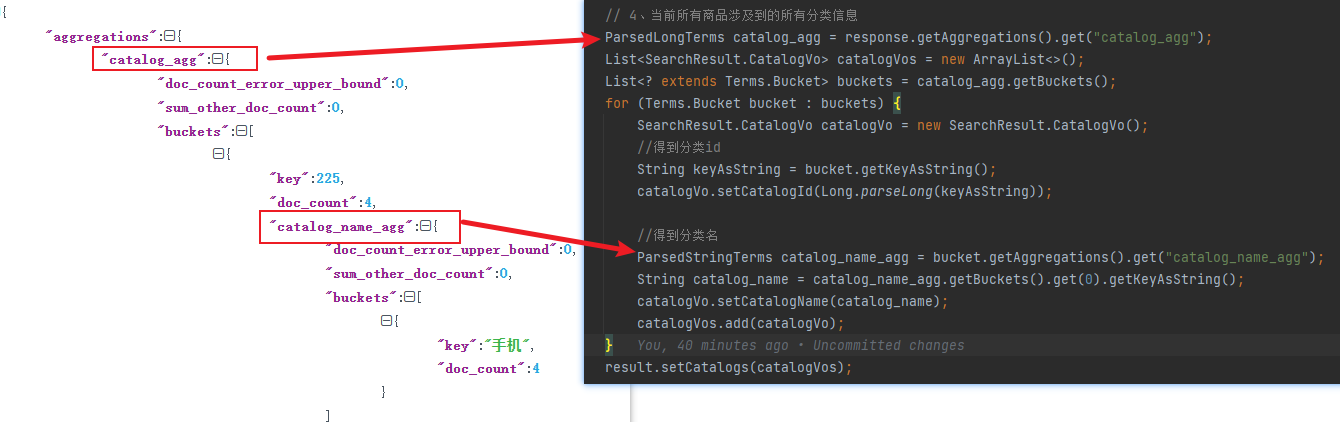 {
"aggregations":{
"catalog_agg":{
"doc_count_error_upper_bound":0,
"sum_other_doc_count":0,
"buckets":[
{
"key":225,
"doc_count":4,
"catalog_name_agg":{
"doc_count_error_upper_bound":0,
"sum_other_doc_count":0,
"buckets":[
{
"key":"手机",
"doc_count":4
}
]
// 4、当前所有商品涉及到的所有分类信息
ParsedLongTerms catalog_agg = response.getAggregations().get("catalog_agg");
List<SearchResult.CatalogVo> catalogVos = new ArrayList<>();
List<? extends Terms.Bucket> buckets = catalog_agg.getBuckets();
for (Terms.Bucket bucket : buckets) {
SearchResult.CatalogVo catalogVo = new SearchResult.CatalogVo();
//得到分类id
String keyAsString = bucket.getKeyAsString();
catalogVo.setCatalogId(Long.parseLong(keyAsString));
//得到分类名
ParsedStringTerms catalog_name_agg = bucket.getAggregations().get("catalog_name_agg");
String catalog_name = catalog_name_agg.getBuckets().get(0).getKeyAsString();
catalogVo.setCatalogName(catalog_name);
catalogVos.add(catalogVo);
} You, 40 minutes ago • Uncommitted changes
result.setCatalogs(catalogVos);